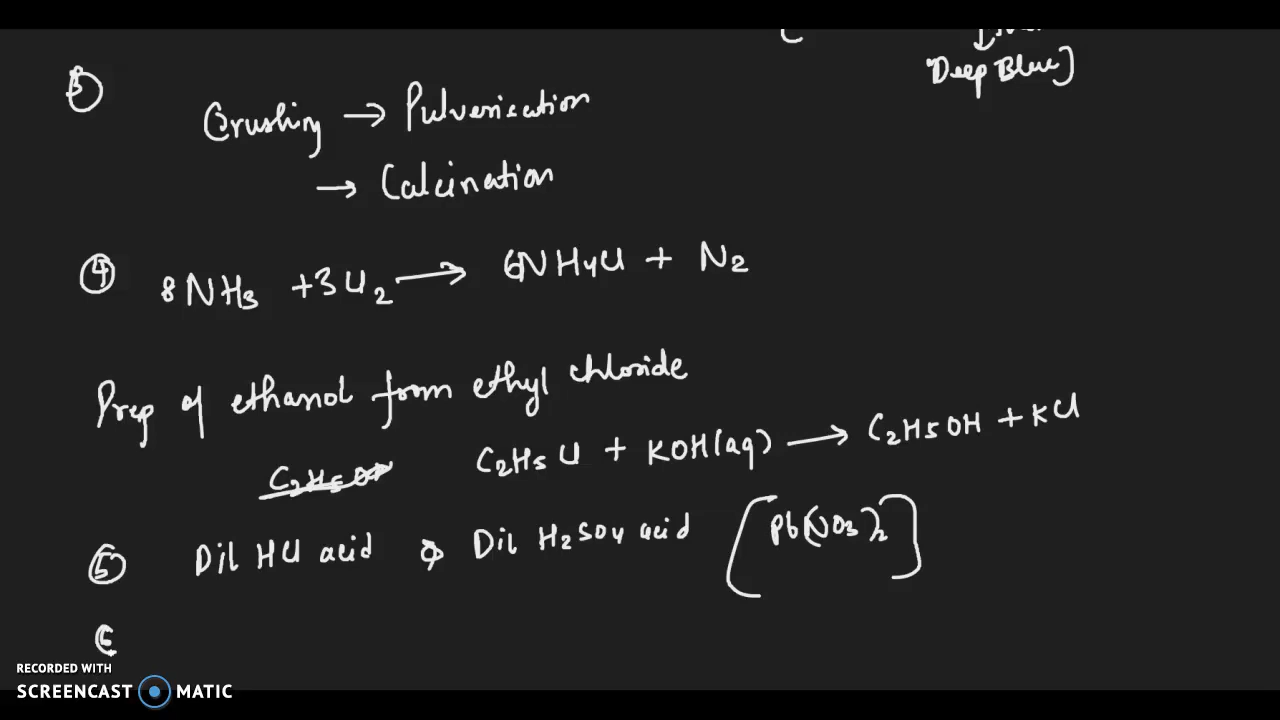 Deep Blue]
3
Crushing → Pulverisation
→ Calcination
4 8NH3 + 3Cl2 → 6NH4Cl + N2
Prep of ethanol from ethyl chloride
C2H5Cl + KOH(aq) → C2H5OH + KCl
5 Dil HCl acid & Dil H2SO4 acid [Pb(NO3)2]
RECORDED WITH
SCREENCAST MATIC